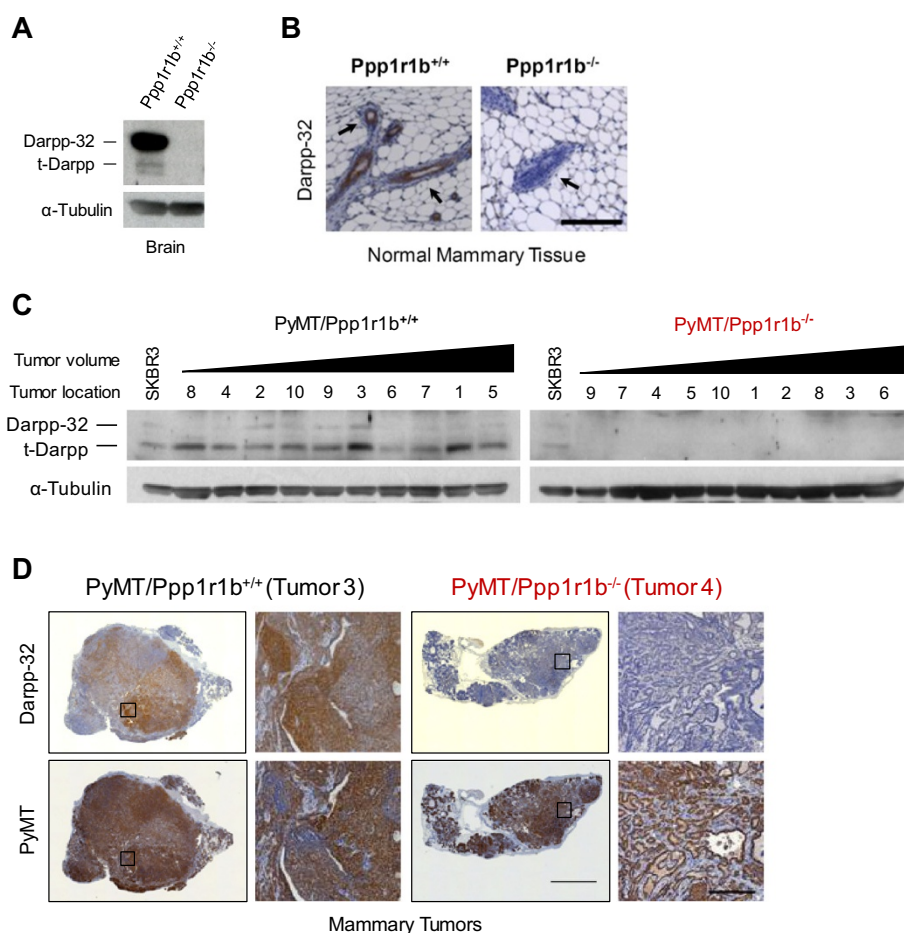 A
Ppp1r1b+/+
Ppp1r1b-/-
Darpp-32
t-Darpp
α-Tubulin
Brain
B
Ppp1r1b+/+ Ppp1r1b-/-
Darpp-32
Normal Mammary Tissue
C
PyMT/Ppp1r1b+/+ PyMT/Ppp1r1b-/-
Tumor volume
Tumor location SKBR3 8 4 2 10 9 3 6 7 1 5 SKBR3 9 7 4 5 10 1 2 8 3 6
Darpp-32
t-Darpp
α-Tubulin
D
PyMT/Ppp1r1b+/+ (Tumor 3) PyMT/Ppp1r1b-/- (Tumor 4)
Darpp-32
PyMT
Mammary Tumors